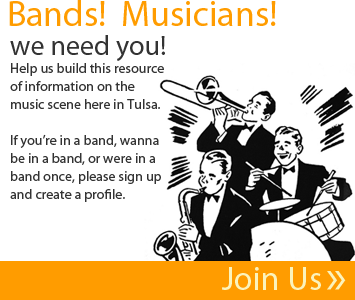 Bands! Musicians!
we need you!
Help us build this resource
of information on the
music scene here in Tulsa.
If you're in a band, wanna
be in a band, or were in a
band once, please sign up
and create a profile.
Join Us »